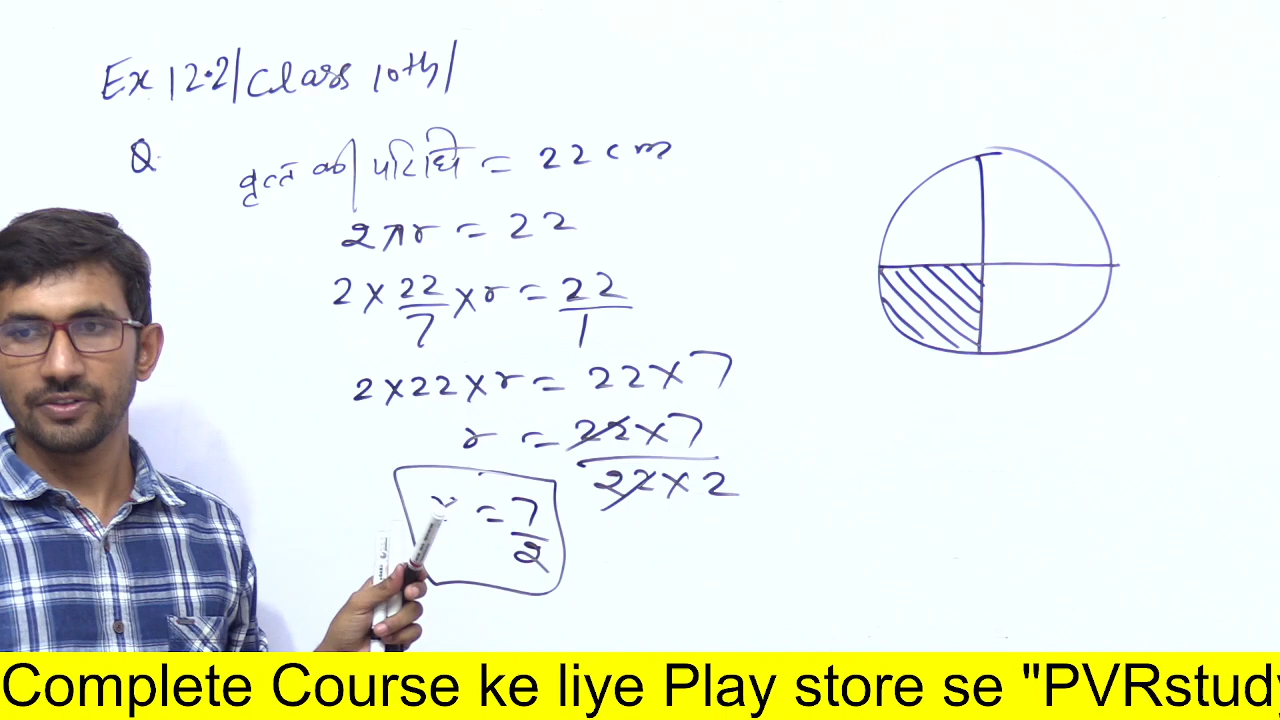 Ex 12.2/Class 10th/
Q. वृत्त की परिधि = 22 cm
2πr = 22
2 × 22/7 × r = 22/1
2×22×r = 22×7
r = 22×7/22×2
r = 7/2
Complete Course ke liye Play store se "PVRstudy